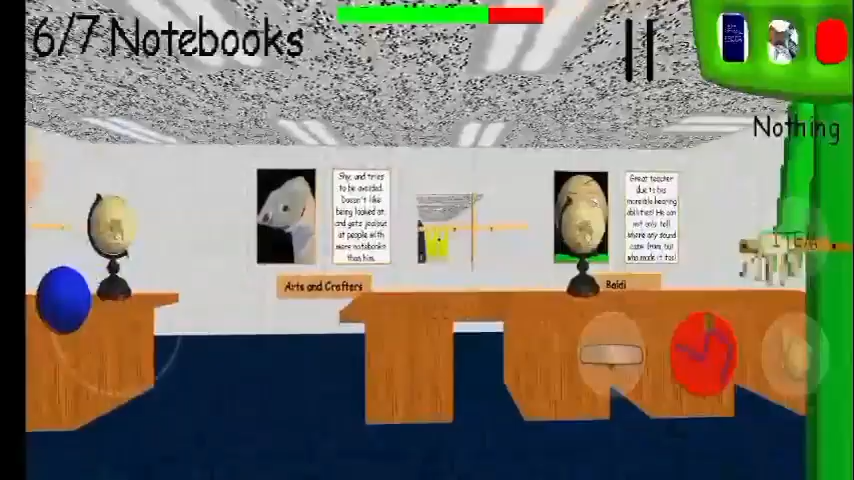 6/7 Notebooks
Nothing
Shy, and tries
to be avoided.
Doesn't like
being looked at,
and gets jealous
at people with
more notebooks
than him.
Great teacher
due to his
incredible hearing
abilities! He can
not only tell
where any sound
came from, but
who made it too!
ITEM
Arts and Crafters
Baldi